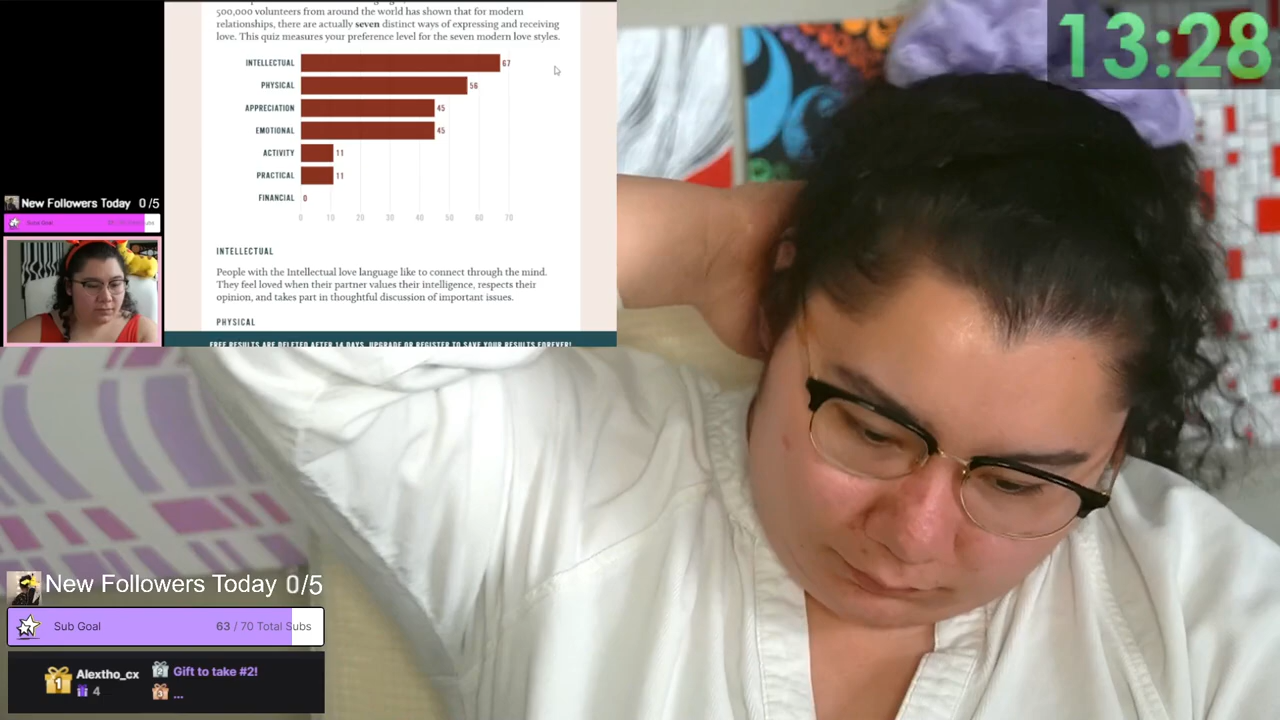 500,000 volunteers from around the world has shown that for modern
relationships, there are actually seven distinct ways of expressing and receiving
love. This quiz measures your preference level for the seven modern love styles.
INTELLECTUAL 67
PHYSICAL 56
APPRECIATION 45
EMOTIONAL 45
ACTIVITY 11
PRACTICAL 11
FINANCIAL 0
0 10 20 30 40 50 60 70
INTELLECTUAL
People with the Intellectual love language like to connect through the mind.
They feel loved when their partner values their intelligence, respects their
opinion, and takes part in thoughtful discussion of important issues.
PHYSICAL
FREE RESULTS ARE DELETED AFTER 14 DAYS. UPGRADE OR REGISTER TO SAVE YOUR RESULTS FOREVER!
New Followers Today 0/5
Sub Goal
13:28
New Followers Today 0/5
Sub Goal 63 / 70 Total Subs
1 Alextho_cx 4
Gift to take #2!
...